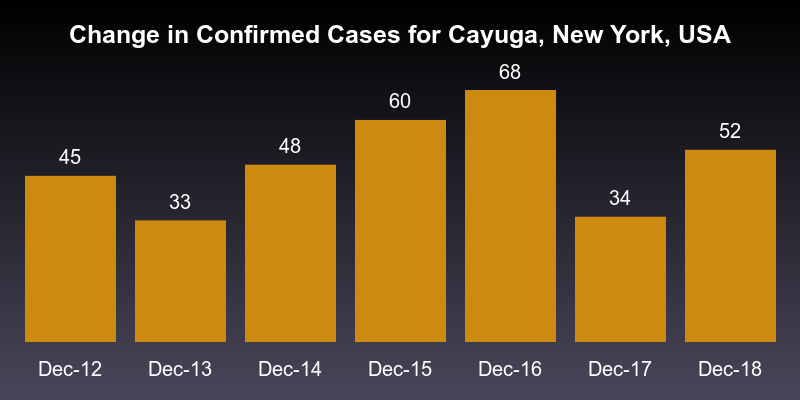 Change in Confirmed Cases for Cayuga, New York, USA
45
33
48
60
68
34
52
Dec-12
Dec-13
Dec-14
Dec-15
Dec-16
Dec-17
Dec-18